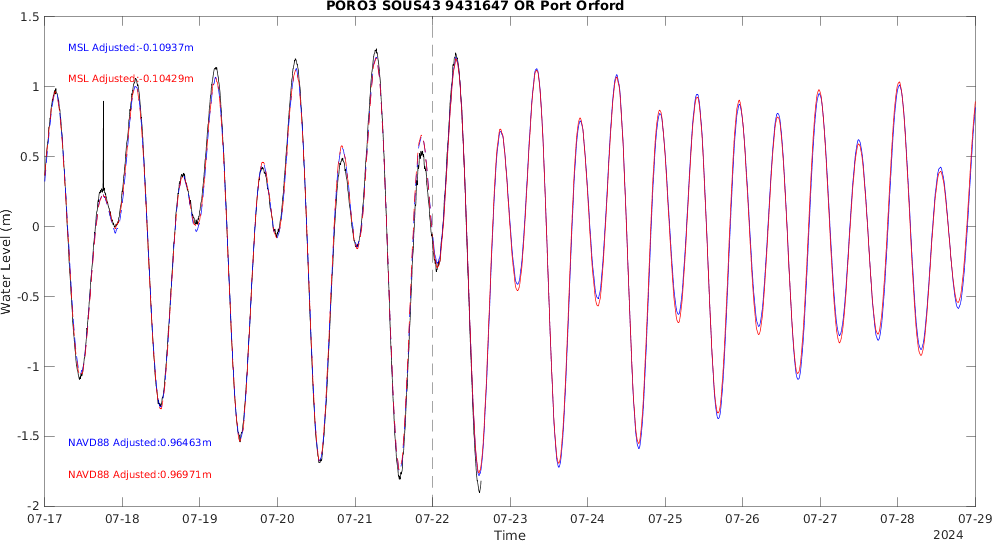 PORO3 SOUS43 9431647 OR Port Orford
MSL Adjusted:-0.10937m
MSL Adjusted:-0.10429m
NAVD88 Adjusted:0.96463m
NAVD88 Adjusted:0.96971m
Water Level (m)
1.5
1
0.5
0
-0.5
-1
-1.5
-2
07-17 07-18 07-19 07-20 07-21 07-22 07-23 07-24 07-25 07-26 07-27 07-28 07-29
Time
2024